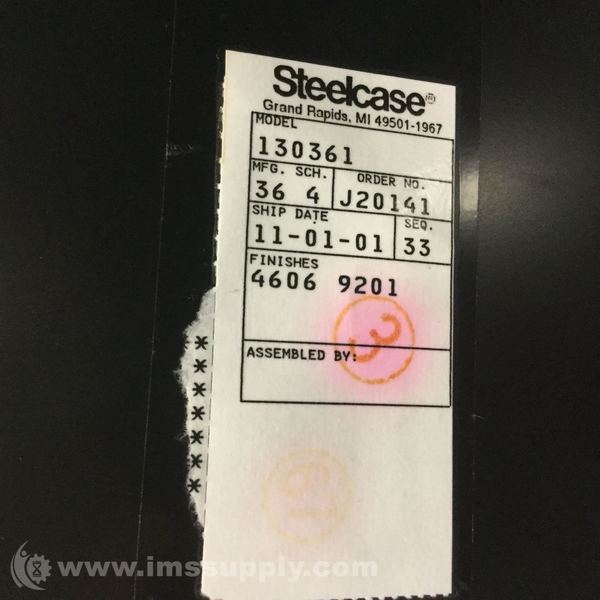 Steelcase®
Grand Rapids, MI 49501-1967
MODEL
130361
MFG. SCH. ORDER NO.
36 4 J20141
SHIP DATE SEQ.
11-01-01 33
FINISHES
4606 9201
ASSEMBLED BY:
*
*
*
*
*
*
*
www.imssupply.com